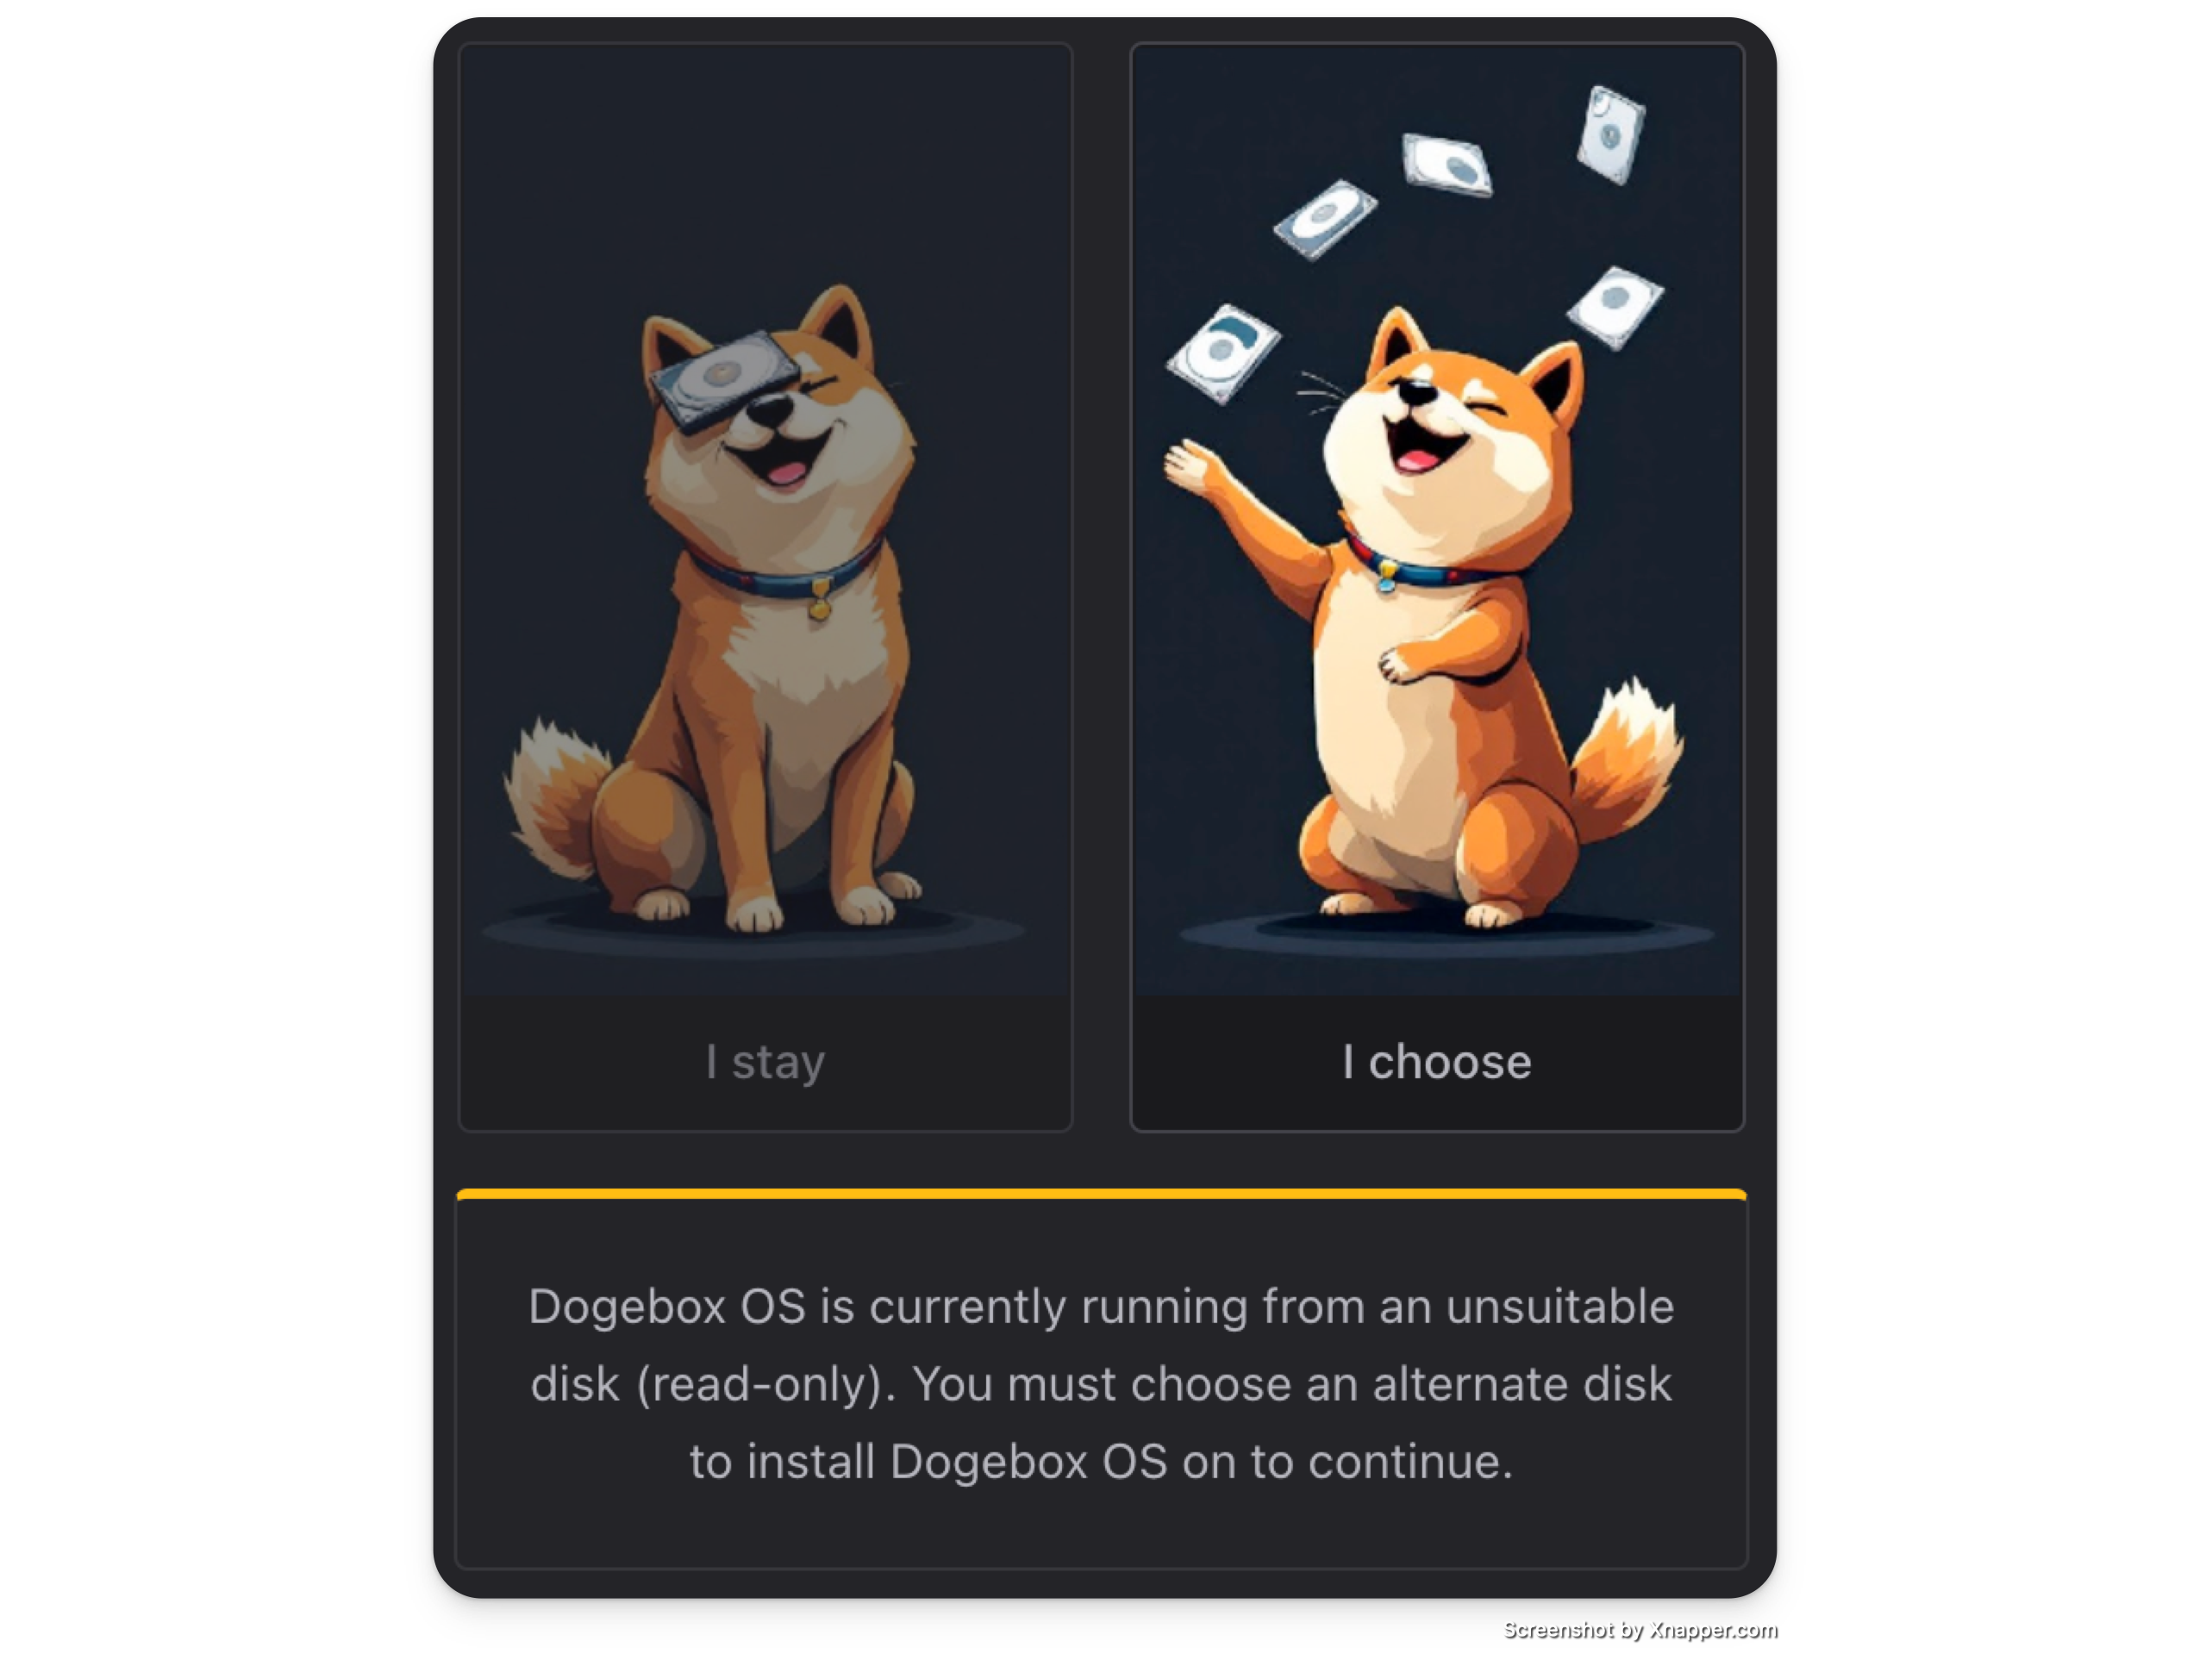 I stay
I choose
Dogebox OS is currently running from an unsuitable
disk (read-only). You must choose an alternate disk
to install Dogebox OS on to continue.
Screenshot by Xnapper.com